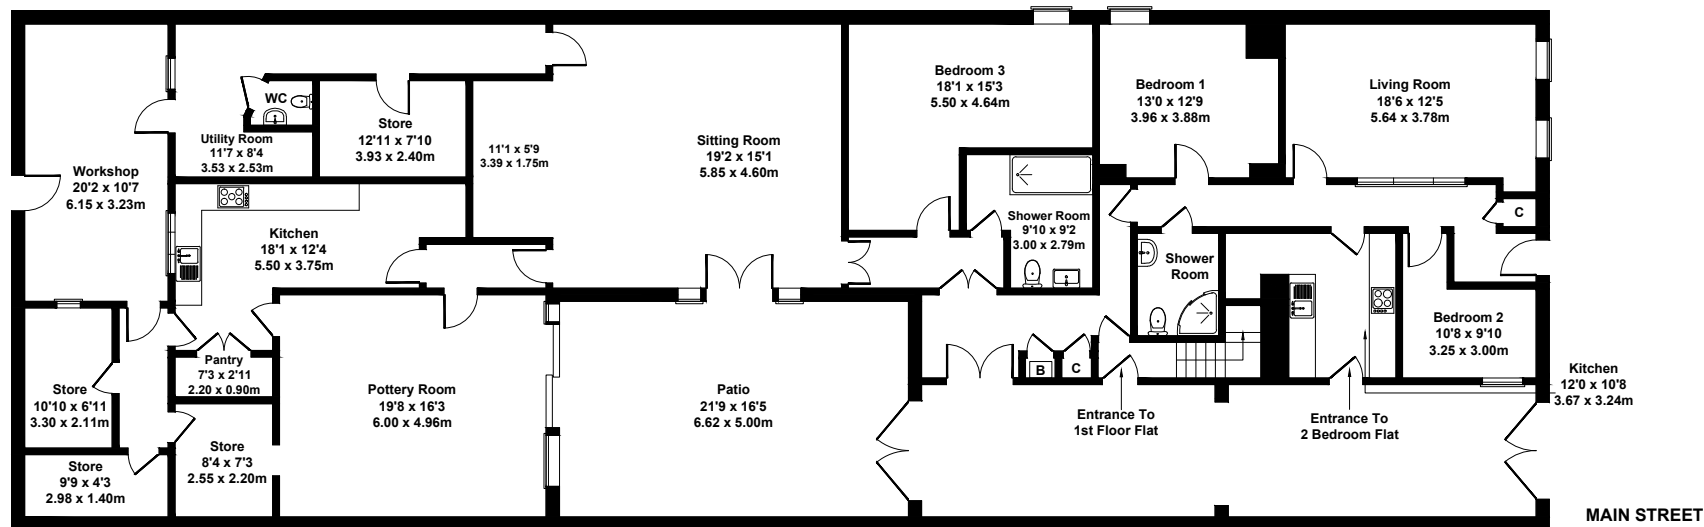 Bedroom 3
18'1 x 15'3
5.50 x 4.64m
Bedroom 1
13'0 x 12'9
3.96 x 3.88m
Living Room
18'6 x 12'5
5.64 x 3.78m
WC
Store
12'11 x 7'10
3.93 x 2.40m
Utility Room
11'7 x 8'4
3.53 x 2.53m
11'1 x 5'9
3.39 x 1.75m
Sitting Room
19'2 x 15'1
5.85 x 4.60m
Workshop
20'2 x 10'7
6.15 x 3.23m
Kitchen
18'1 x 12'4
5.50 x 3.75m
Shower Room
9'10 x 9'2
3.00 x 2.79m
C
Shower
Room
Bedroom 2
10'8 x 9'10
3.25 x 3.00m
Pantry
7'3 x 2'11
2.20 x 0.90m
B
C
Kitchen
12'0 x 10'8
3.67 x 3.24m
Store
10'10 x 6'11
3.30 x 2.11m
Pottery Room
19'8 x 16'3
6.00 x 4.96m
Patio
21'9 x 16'5
6.62 x 5.00m
Entrance To
1st Floor Flat
Entrance To
2 Bedroom Flat
Store
8'4 x 7'3
2.55 x 2.20m
Store
9'9 x 4'3
2.98 x 1.40m
MAIN STREET